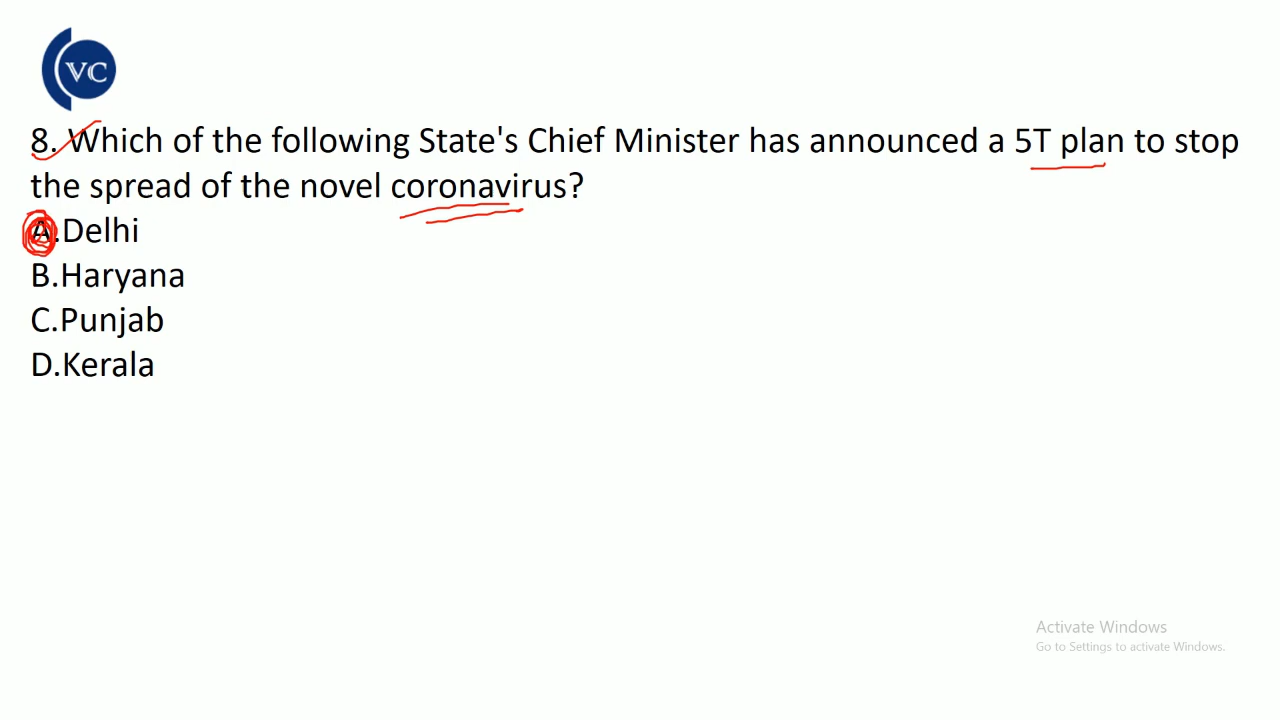 VC
8. Which of the following State's Chief Minister has announced a 5T plan to stop
the spread of the novel coronavirus?
A.Delhi
B.Haryana
C.Punjab
D.Kerala
Activate Windows
Go to Settings to activate Windows.